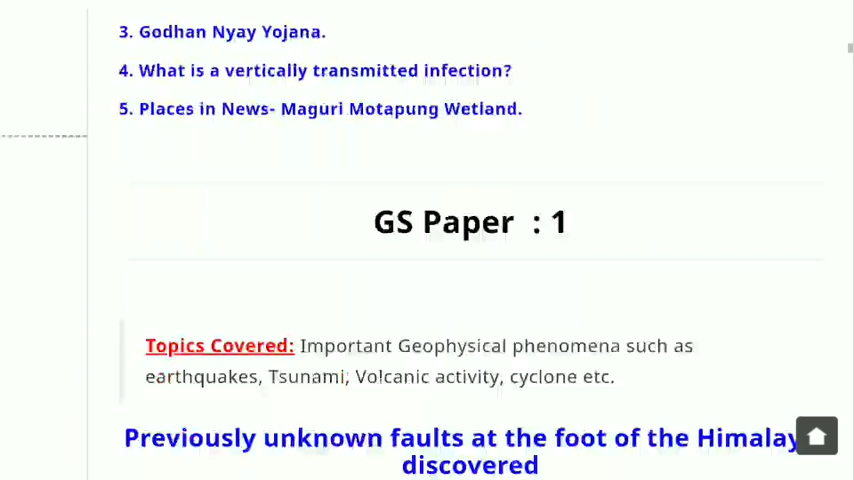 3. Godhan Nyay Yojana.
4. What is a vertically transmitted infection?
5. Places in News- Maguri Motapung Wetland.
GS Paper : 1
Topics Covered: Important Geophysical phenomena such as
earthquakes, Tsunami, Volcanic activity, cyclone etc.
Previously unknown faults at the foot of the Himalay
discovered